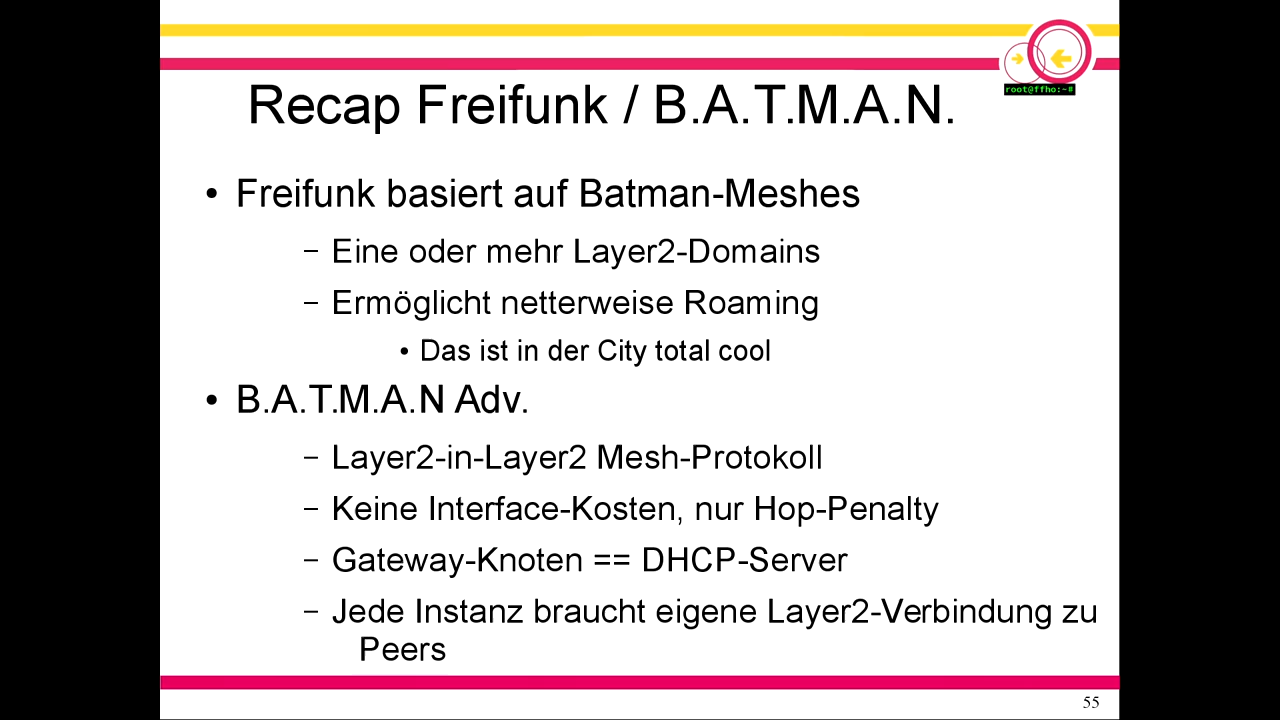 root@ffho:~#
Recap Freifunk / B.A.T.M.A.N.
• Freifunk basiert auf Batman-Meshes
– Eine oder mehr Layer2-Domains
– Ermöglicht netterweise Roaming
• Das ist in der City total cool
• B.A.T.M.A.N Adv.
– Layer2-in-Layer2 Mesh-Protokoll
– Keine Interface-Kosten, nur Hop-Penalty
– Gateway-Knoten == DHCP-Server
– Jede Instanz braucht eigene Layer2-Verbindung zu
Peers
55